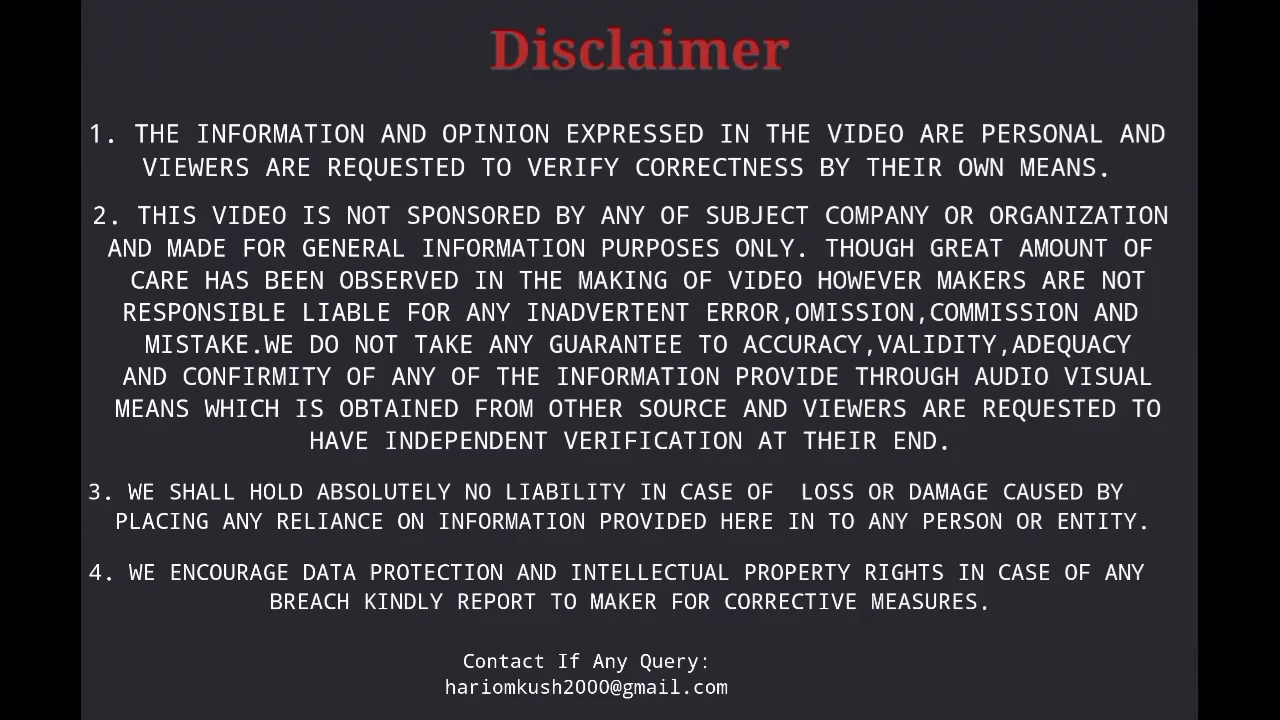 Disclaimer
1. THE INFORMATION AND OPINION EXPRESSED IN THE VIDEO ARE PERSONAL AND
VIEWERS ARE REQUESTED TO VERIFY CORRECTNESS BY THEIR OWN MEANS.
2. THIS VIDEO IS NOT SPONSORED BY ANY OF SUBJECT COMPANY OR ORGANIZATION
AND MADE FOR GENERAL INFORMATION PURPOSES ONLY. THOUGH GREAT AMOUNT OF
CARE HAS BEEN OBSERVED IN THE MAKING OF VIDEO HOWEVER MAKERS ARE NOT
RESPONSIBLE LIABLE FOR ANY INADVERTENT ERROR,OMISSION,COMMISSION AND
MISTAKE.WE DO NOT TAKE ANY GUARANTEE TO ACCURACY,VALIDITY,ADEQUACY
AND CONFIRMITY OF ANY OF THE INFORMATION PROVIDE THROUGH AUDIO VISUAL
MEANS WHICH IS OBTAINED FROM OTHER SOURCE AND VIEWERS ARE REQUESTED TO
HAVE INDEPENDENT VERIFICATION AT THEIR END.
3. WE SHALL HOLD ABSOLUTELY NO LIABILITY IN CASE OF  LOSS OR DAMAGE CAUSED BY
PLACING ANY RELIANCE ON INFORMATION PROVIDED HERE IN TO ANY PERSON OR ENTITY.
4. WE ENCOURAGE DATA PROTECTION AND INTELLECTUAL PROPERTY RIGHTS IN CASE OF ANY
BREACH KINDLY REPORT TO MAKER FOR CORRECTIVE MEASURES.
Contact If Any Query:
hariomkush2000@gmail.com